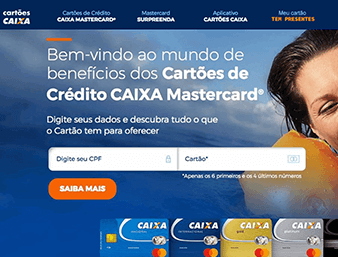 cartões
CAIXA
Cartões de Crédito
CAIXA MASTERCARD®
Mastercard
SURPREENDA
Aplicativo
CARTÕES CAIXA
Meu cartão
TEM PRESENTES
Bem-vindo ao mundo de
benefícios dos Cartões de
Crédito CAIXA Mastercard®
Digite seus dados e descubra tudo o que
o Cartão tem para oferecer
Digite seu CPF
Cartão*
*Apenas os 6 primeiros e os 4 últimos números
SAIBA MAIS
CAIXA
CAIXA
CAIXA
CAIXA